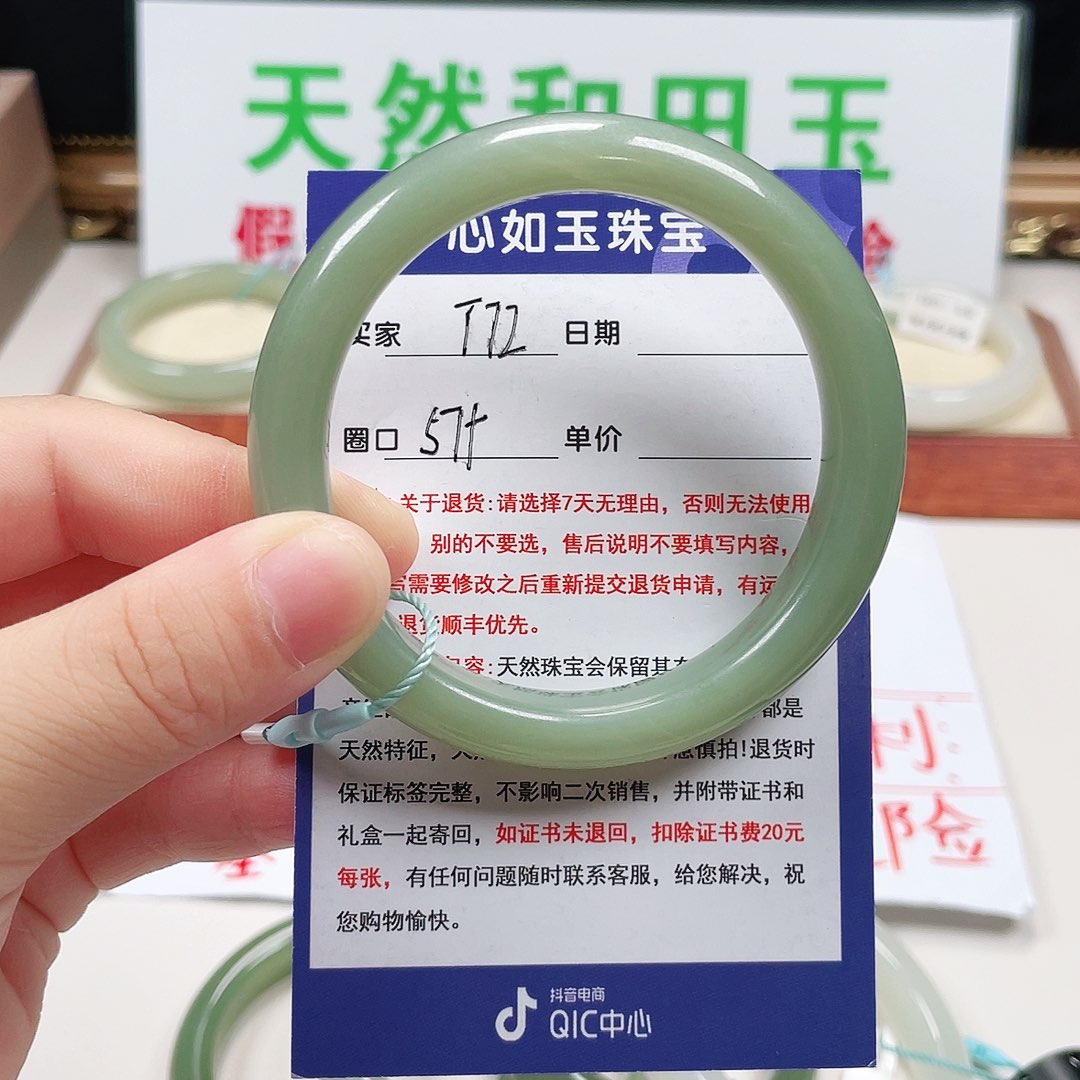 天然和田玉
假
心如玉珠宝
买家 T72 日期
圈口 57+ 单价
关于退货:请选择7天无理由,否则无法使用
别的不要选,售后说明不要填写内容,
需要修改之后重新提交退货申请,有运
退货顺丰优先。
容:天然珠宝会保留其
都是
天然特征,
慎拍!退货时
保证标签完整,不影响二次销售,并附带证书和
礼盒一起寄回,如证书未退回,扣除证书费20元
每张,有任何问题随时联系客服,给您解决,祝
您购物愉快。
抖音电商
QIC中心
利: